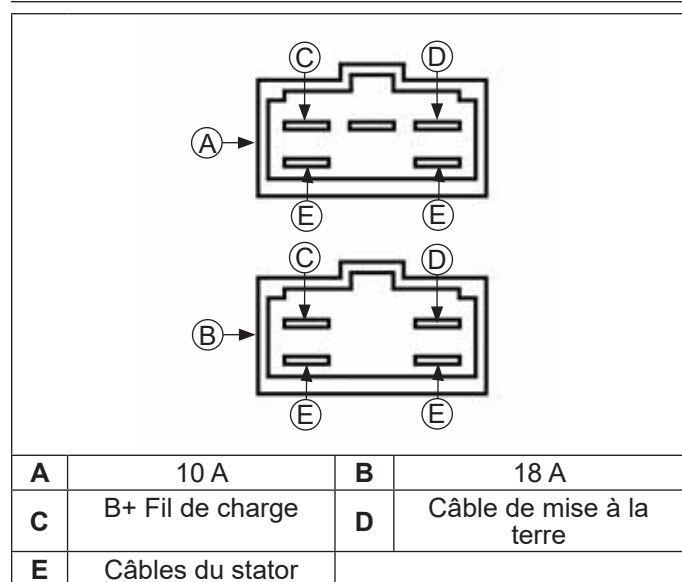 C D
A
E E
C D
B
E E
A 10 A B 18 A
C B+ Fil de charge D Câble de mise à la
terre
E Câbles du stator